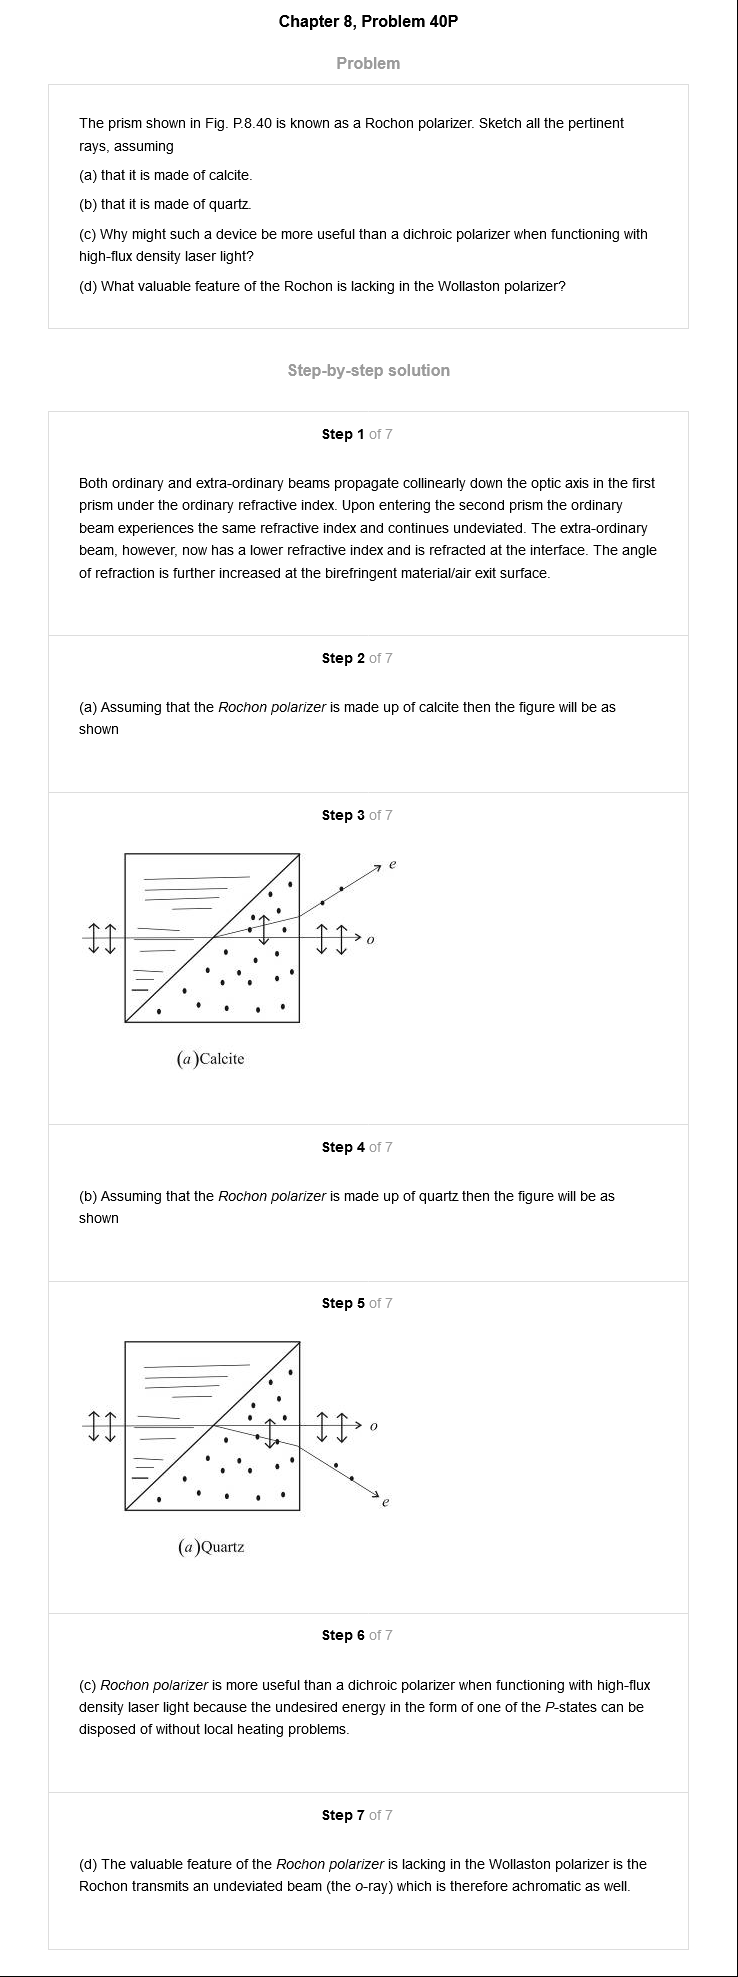 Chapter 8, Problem 40P
Problem
The prism shown in Fig. P.8.40 is known as a Rochon polarizer. Sketch all the pertinent
rays, assuming
(a) that it is made of calcite.
(b) that it is made of quartz.
(c) Why might such a device be more useful than a dichroic polarizer when functioning with
high-flux density laser light?
(d) What valuable feature of the Rochon is lacking in the Wollaston polarizer?
Step-by-step solution
Step 1 of 7
Both ordinary and extra-ordinary beams propagate collinearly down the optic axis in the first
prism under the ordinary refractive index. Upon entering the second prism the ordinary
beam experiences the same refractive index and continues undeviated. The extra-ordinary
beam, however, now has a lower refractive index and is refracted at the interface. The angle
of refraction is further increased at the birefringent material/air exit surface.
Step 2 of 7
(a) Assuming that the Rochon polarizer is made up of calcite then the figure will be as
shown
Step 3 of 7
e
o
(a)Calcite
Step 4 of 7
(b) Assuming that the Rochon polarizer is made up of quartz then the figure will be as
shown
Step 5 of 7
o
e
(a)Quartz
Step 6 of 7
(c) Rochon polarizer is more useful than a dichroic polarizer when functioning with high-flux
density laser light because the undesired energy in the form of one of the P-states can be
disposed of without local heating problems.
Step 7 of 7
(d) The valuable feature of the Rochon polarizer is lacking in the Wollaston polarizer is the
Rochon transmits an undeviated beam (the o-ray) which is therefore achromatic as well.